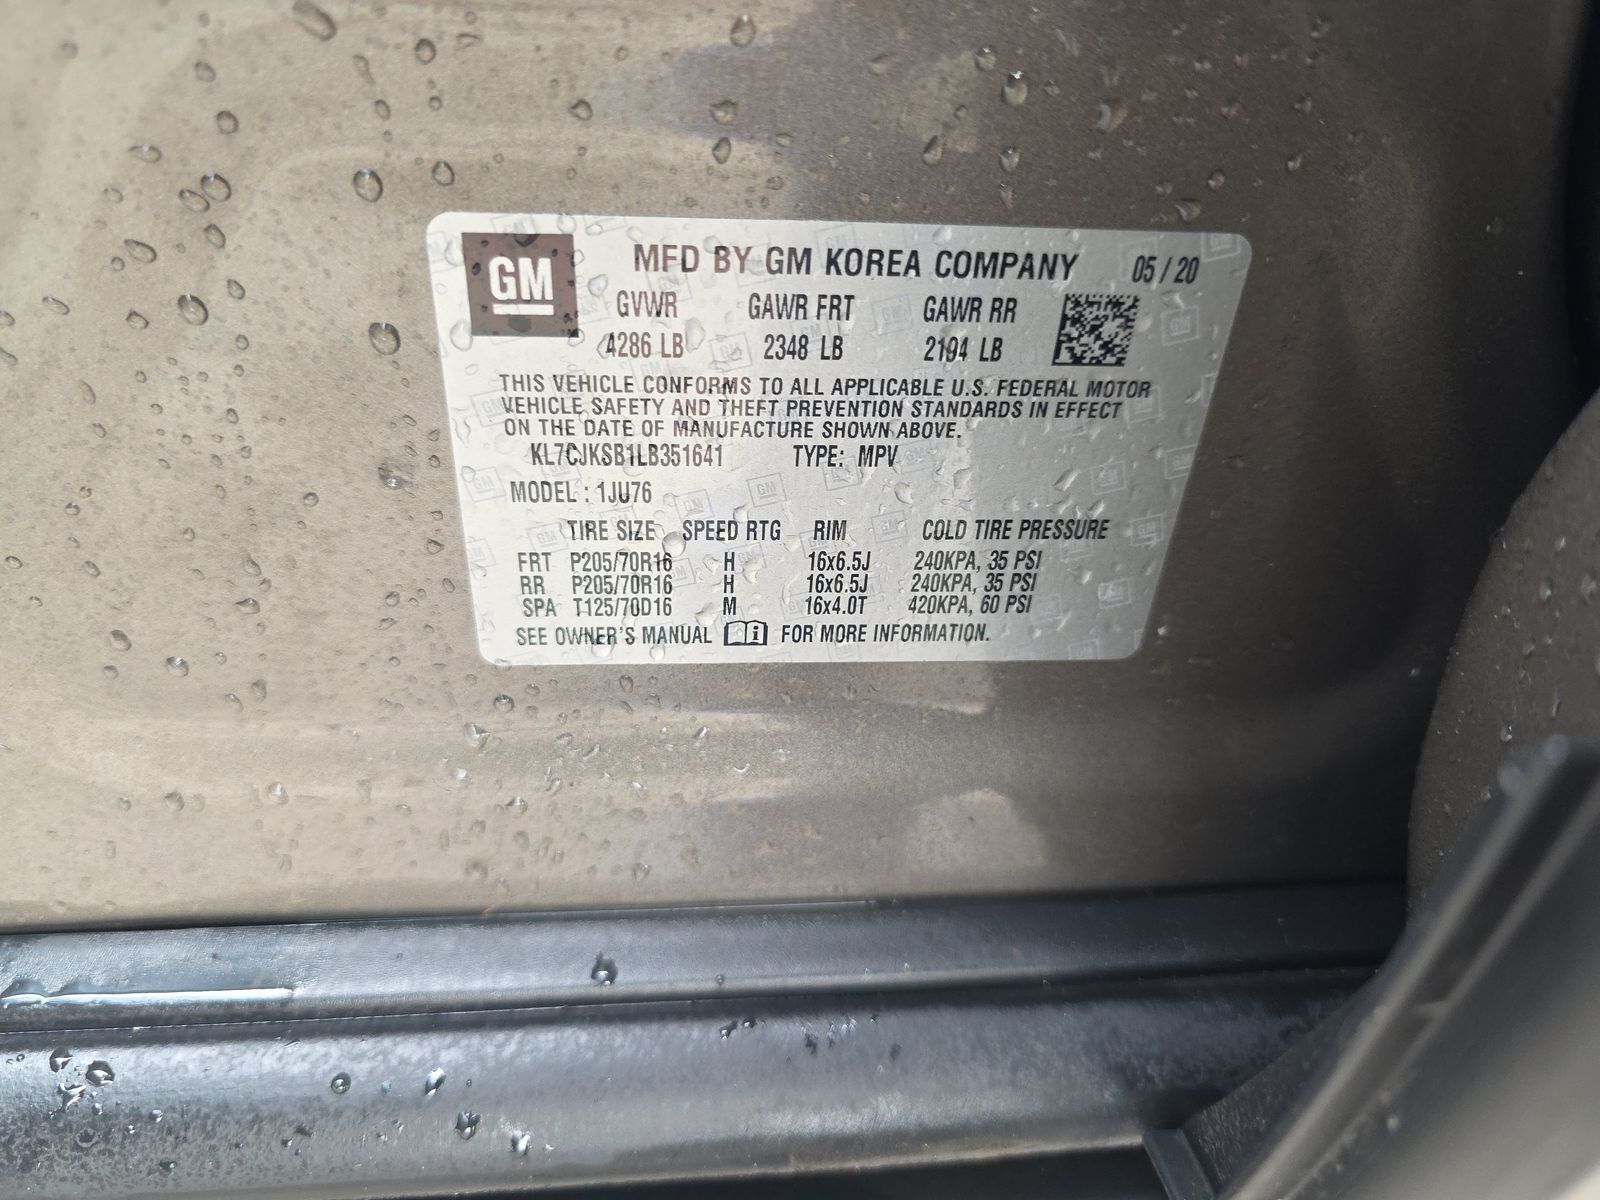 GM
MFD BY GM KOREA COMPANY 05 / 20
GVWR GAWR FRT GAWR RR
4286 LB 2348 LB 2194 LB
THIS VEHICLE CONFORMS TO ALL APPLICABLE U.S. FEDERAL MOTOR
VEHICLE SAFETY AND THEFT PREVENTION STANDARDS IN EFFECT
ON THE DATE OF MANUFACTURE SHOWN ABOVE.
KL7CJKSB1LB351641 TYPE: MPV
MODEL : 1JU76
TIRE SIZE SPEED RTG RIM COLD TIRE PRESSURE
FRT P205/70R16 H 16x6.5J 240KPA, 35 PSI
RR P205/70R16 H 16x6.5J 240KPA, 35 PSI
SPA T125/70D16 M 16x4.0T 420KPA, 60 PSI
SEE OWNER'S MANUAL i FOR MORE INFORMATION.